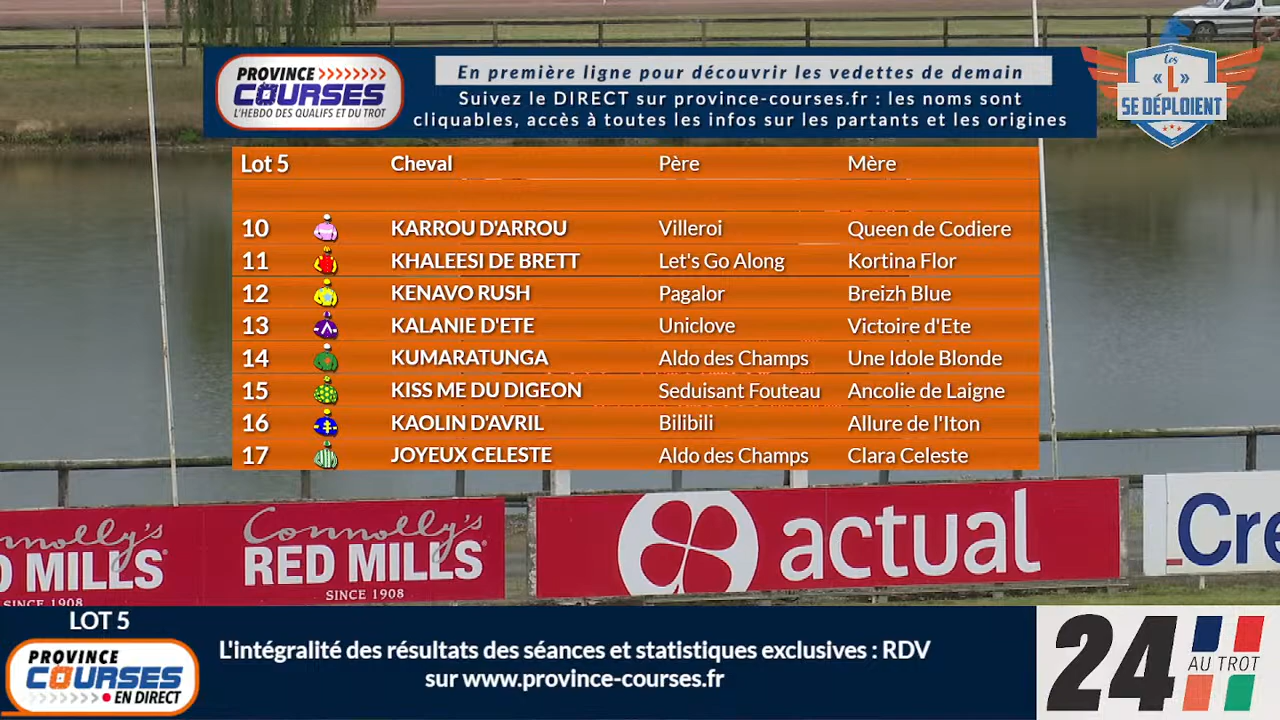 PROVINCE
COURSES
L'HEBDO DES QUALIFS ET DU TROT
En première ligne pour découvrir les vedettes de demain
Suivez le DIRECT sur province-courses.fr : les noms sont
cliquables, accès à toutes les infos sur les partants et les origines
Les
« L »
SE DÉPLOIENT
Lot 5 Cheval Père Mère
10 KARROU D'ARROU Villeroi Queen de Codiere
11 KHALEESI DE BRETT Let's Go Along Kortina Flor
12 KENAVO RUSH Pagalor Breizh Blue
13 KALANIE D'ETE Uniclove Victoire d'Ete
14 KUMARATUNGA Aldo des Champs Une Idole Blonde
15 KISS ME DU DIGEON Seduisant Fouteau Ancolie de Laigne
16 KAOLIN D'AVRIL Bilibili Allure de l'Iton
17 JOYEUX CELESTE Aldo des Champs Clara Celeste
nnolly's
D MILLS
SINCE 1908
Connolly's
RED MILLS
SINCE 1908
actual
Cre
LOT 5
PROVINCE
COURSES
EN DIRECT
L'intégralité des résultats des séances et statistiques exclusives : RDV
sur www.province-courses.fr
24
AU TROT